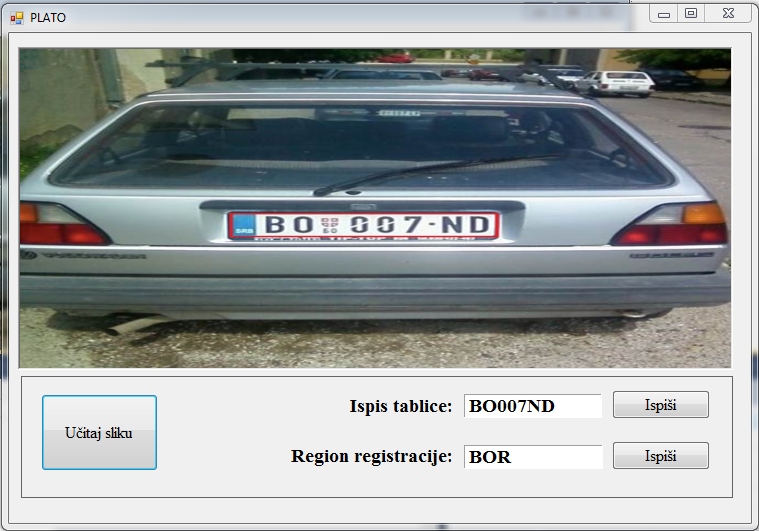 PLATO
SRB
BO 007-ND
Učitaj sliku
Ispis tablice:
BO007ND
Ispiši
Region registracije:
BOR
Ispiši